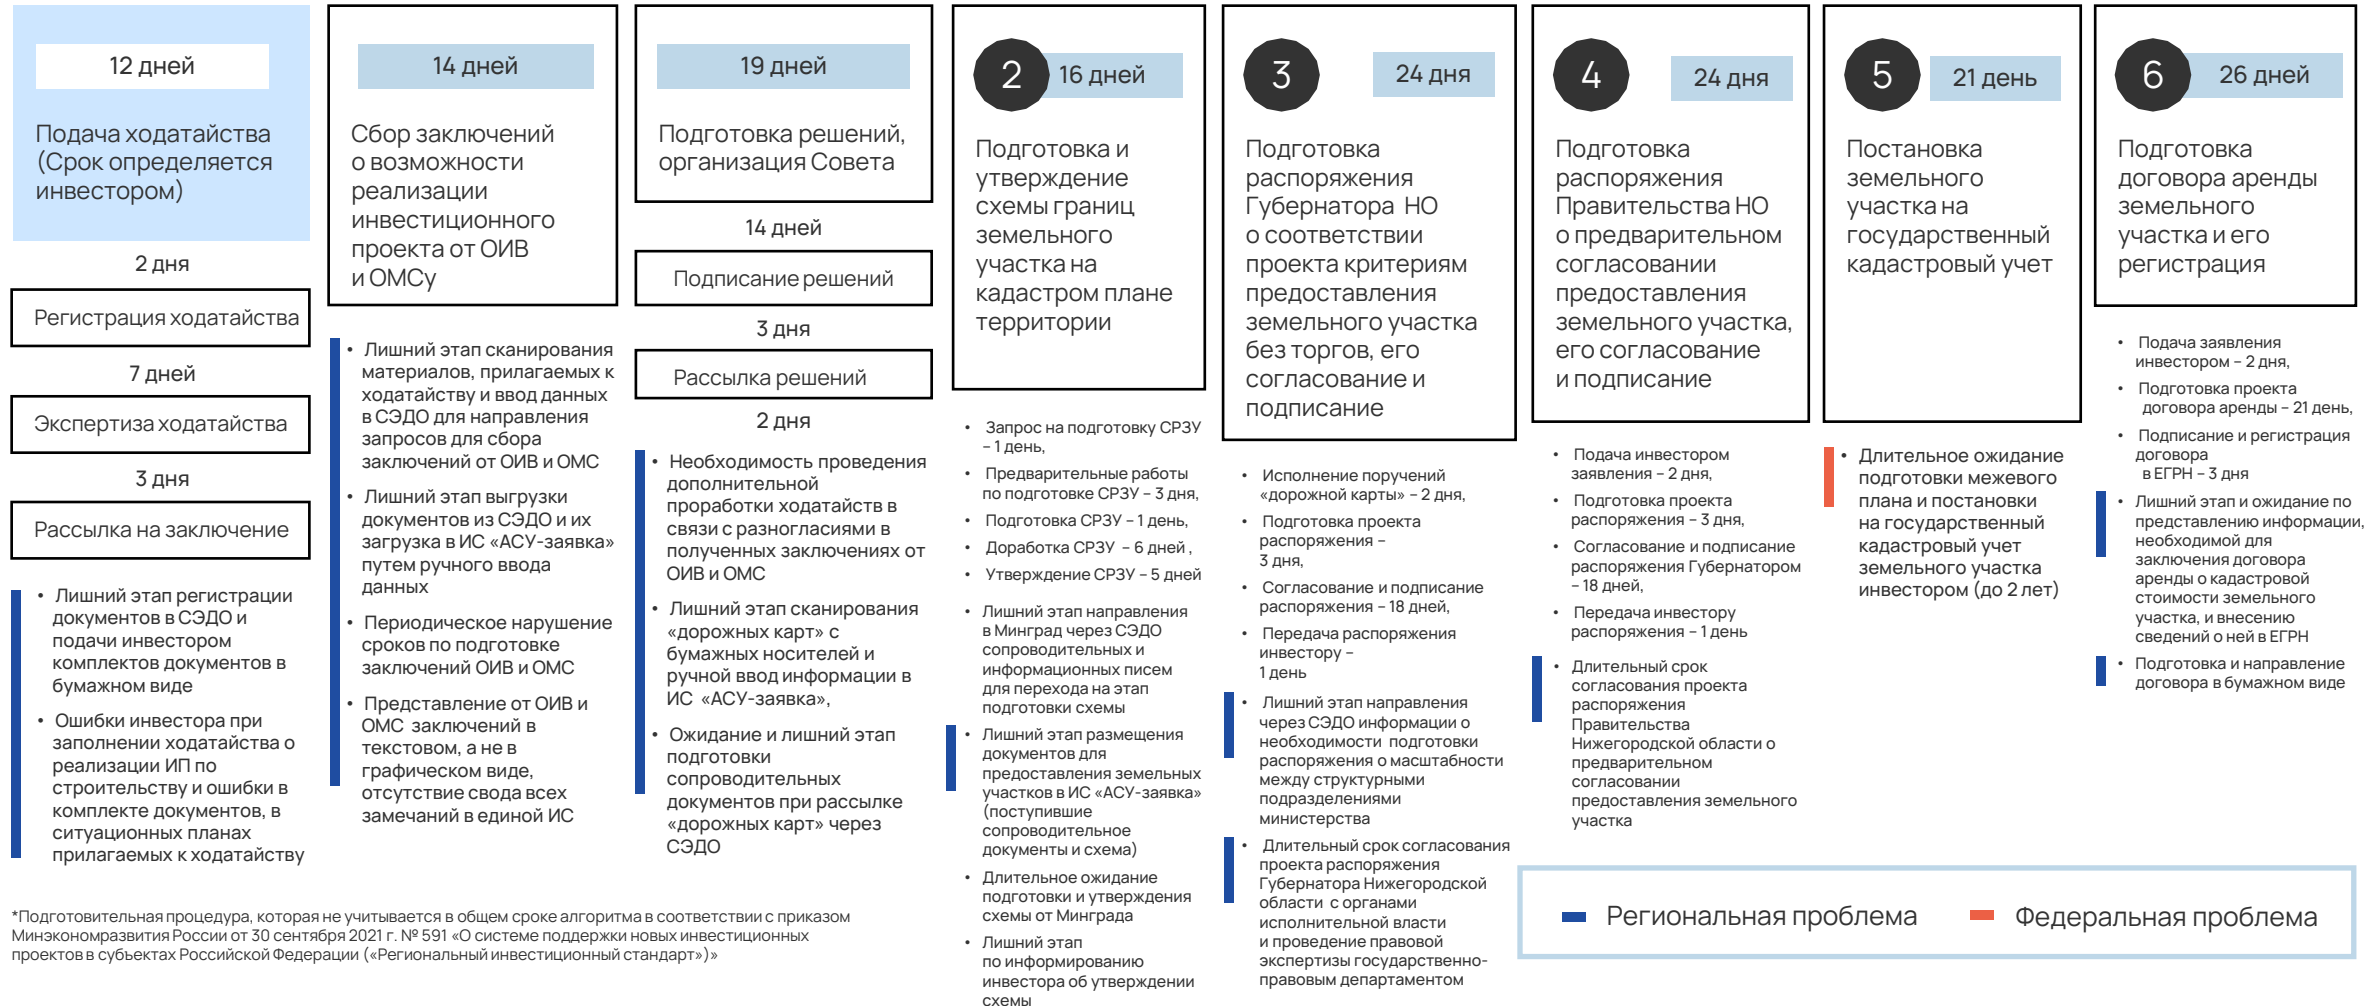 12 дней
Подача ходатайства
(Срок определяется
инвестором)
2 дня
Регистрация ходатайства
7 дней
Экспертиза ходатайства
3 дня
Рассылка на заключение
• Лишний этап регистрации
документов в СЭДО и
подачи инвестором
комплектов документов в
бумажном виде
• Ошибки инвестора при
заполнении ходатайства о
реализации ИП по
строительству и ошибки в
комплекте документов, в
ситуационных планах
прилагаемых к ходатайству
14 дней
Сбор заключений
о возможности
реализации
инвестиционного
проекта от ОИВ
и ОМСу
• Лишний этап сканирования
материалов, прилагаемых к
ходатайству и ввод данных
в СЭДО для направления
запросов для сбора
заключений от ОИВ и ОМС
• Лишний этап выгрузки
документов из СЭДО и их
загрузка в ИС «АСУ-заявка»
путем ручного ввода
данных
• Периодическое нарушение
сроков по подготовке
заключений ОИВ и ОМС
• Представление от ОИВ и
ОМС заключений в
текстовом, а не в
графическом виде,
отсутствие свода всех
замечаний в единой ИС
19 дней
Подготовка решений,
организация Совета
14 дней
Подписание решений
3 дня
Рассылка решений
2 дня
• Необходимость проведения
дополнительной
проработки ходатайств в
связи с разногласиями в
полученных заключениях от
ОИВ и ОМС
• Лишний этап сканирования
«дорожных карт» с
бумажных носителей и
ручной ввод информации в
ИС «АСУ-заявка»,
• Ожидание и лишний этап
подготовки
сопроводительных
документов при рассылке
«дорожных карт» через
СЭДО
2
16 дней
Подготовка и
утверждение
схемы границ
земельного
участка на
кадастром плане
территории
• Запрос на подготовку СРЗУ
– 1 день,
• Предварительные работы
по подготовке СРЗУ – 3 дня,
• Подготовка СРЗУ – 1 день,
• Доработка СРЗУ – 6 дней ,
• Утверждение СРЗУ – 5 дней
• Лишний этап направления
в Минград через СЭДО
сопроводительных и
информационных писем
для перехода на этап
подготовки схемы
• Лишний этап размещения
документов для
предоставления земельных
участков в ИС «АСУ-заявка»
(поступившие
сопроводительное
документы и схема)
• Длительное ожидание
подготовки и утверждения
схемы от Минграда
• Лишний этап
по информированию
инвестора об утверждении
схемы
3
24 дня
Подготовка
распоряжения
Губернатора НО
о соответствии
проекта критериям
предоставления
земельного участка
без торгов, его
согласование и
подписание
• Исполнение поручений
«дорожной карты» – 2 дня,
• Подготовка проекта
распоряжения –
3 дня,
• Согласование и подписание
распоряжения – 18 дней,
• Передача распоряжения
инвестору –
1 день
• Лишний этап направления
через СЭДО информации о
необходимости подготовки
распоряжения о масштабности
между структурными
подразделениями
министерства
• Длительный срок согласования
проекта распоряжения
Губернатора Нижегородской
области с органами
исполнительной власти
и проведение правовой
экспертизы государственно-
правовым департаментом
4
24 дня
Подготовка
распоряжения
Правительства НО
о предварительном
согласовании
предоставления
земельного участка,
его согласование
и подписание
• Подача инвестором
заявления – 2 дня,
• Подготовка проекта
распоряжения – 3 дня,
• Согласование и подписание
распоряжения Губернатором
– 18 дней,
• Передача инвестору
распоряжения – 1 день
• Длительный срок
согласования проекта
распоряжения
Правительства
Нижегородской области о
предварительном
согласовании
предоставления земельного
участка
5
21 день
Постановка
земельного
участка на
государственный
кадастровый учет
• Длительное ожидание
подготовки межевого
плана и постановки
на государственный
кадастровый учет
земельного участка
инвестором (до 2 лет)
6
26 дней
Подготовка
договора аренды
земельного
участка и его
регистрация
• Подача заявления
инвестором – 2 дня,
• Подготовка проекта
договора аренды – 21 день,
• Подписание и регистрация
договора
в ЕГРН – 3 дня
• Лишний этап и ожидание по
представлению информации,
необходимой для
заключения договора
аренды о кадастровой
стоимости земельного
участка, и внесению
сведений о ней в ЕГРН
• Подготовка и направление
договора в бумажном виде
Региональная проблема
Федеральная проблема
*Подготовительная процедура, которая не учитывается в общем сроке алгоритма в соответствии с приказом
Минэкономразвития России от 30 сентября 2021 г. № 591 «О системе поддержки новых инвестиционных
проектов в субъектах Российской Федерации («Региональный инвестиционный стандарт»)»